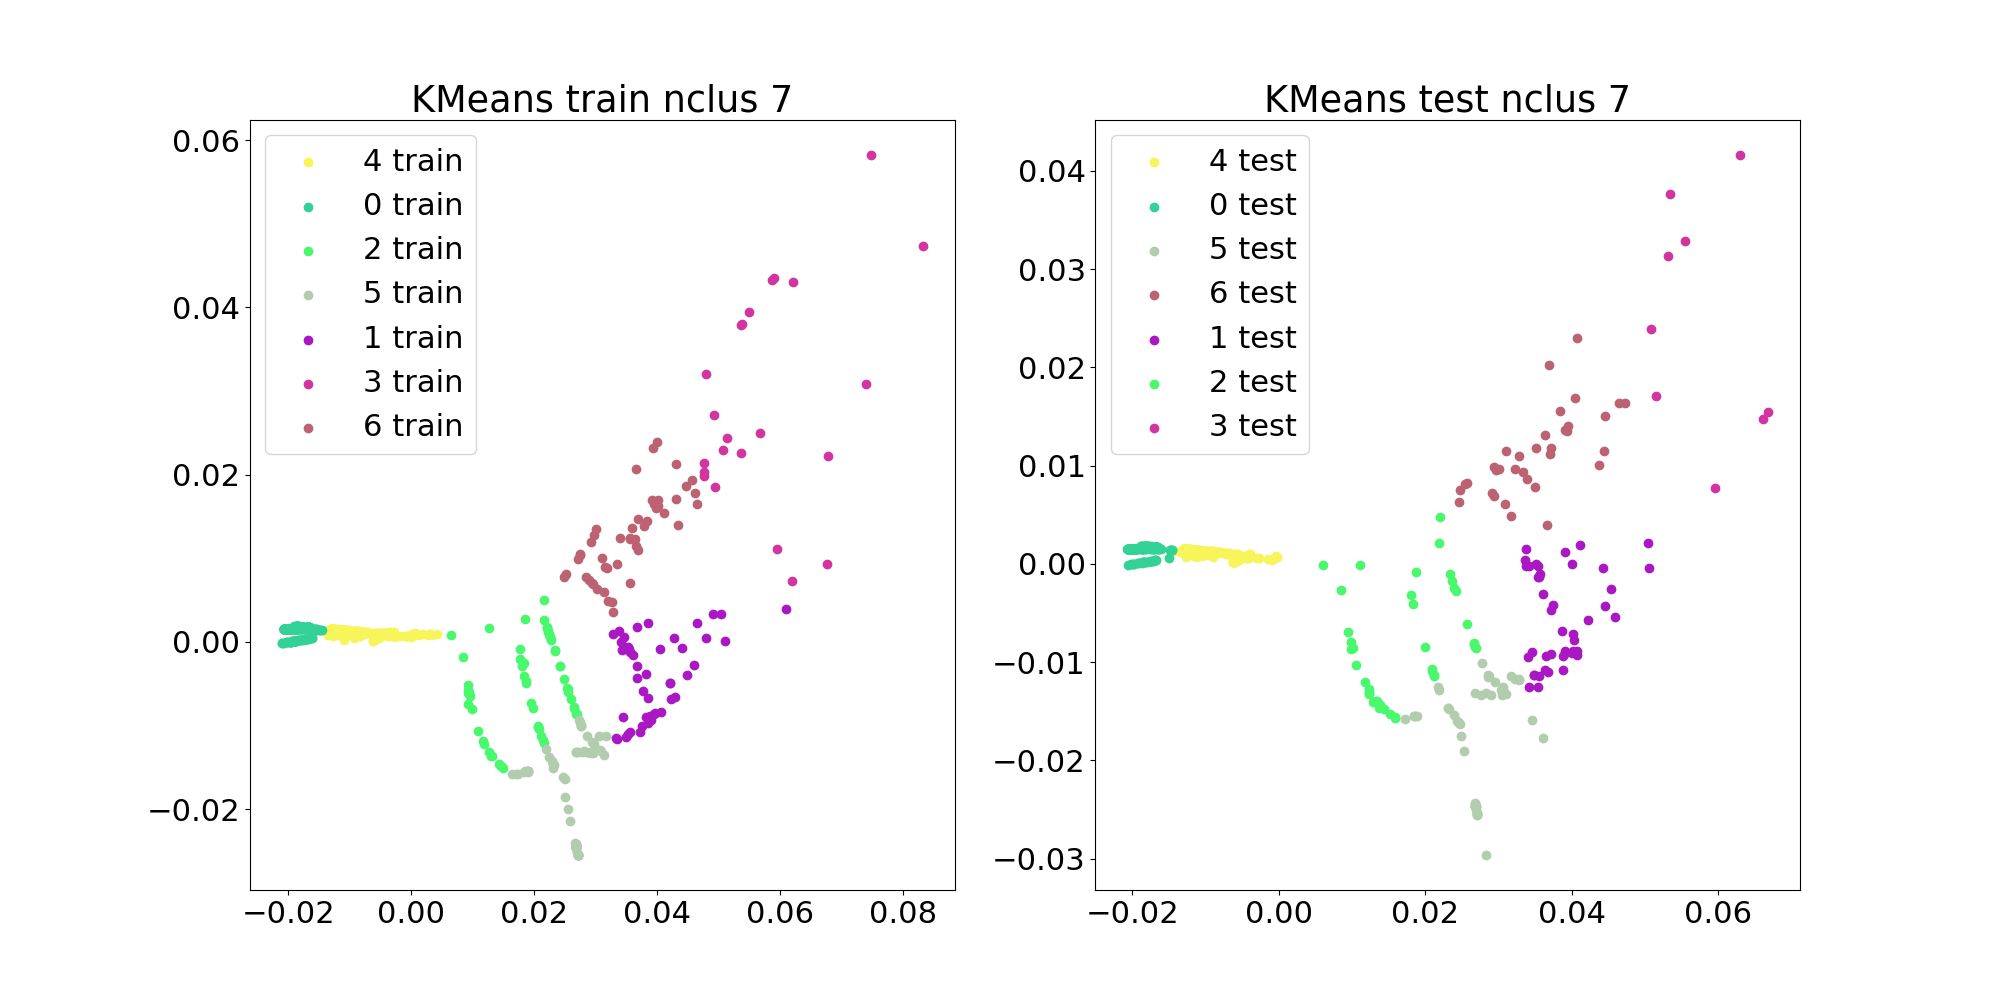 KMeans train nclus 7
0.06
0.04
0.02
0.00
−0.02
4 train
0 train
2 train
5 train
1 train
3 train
6 train
−0.02 0.00 0.02 0.04 0.06 0.08
KMeans test nclus 7
0.04
0.03
0.02
0.01
0.00
−0.01
−0.02
−0.03
4 test
0 test
5 test
6 test
1 test
2 test
3 test
−0.02 0.00 0.02 0.04 0.06